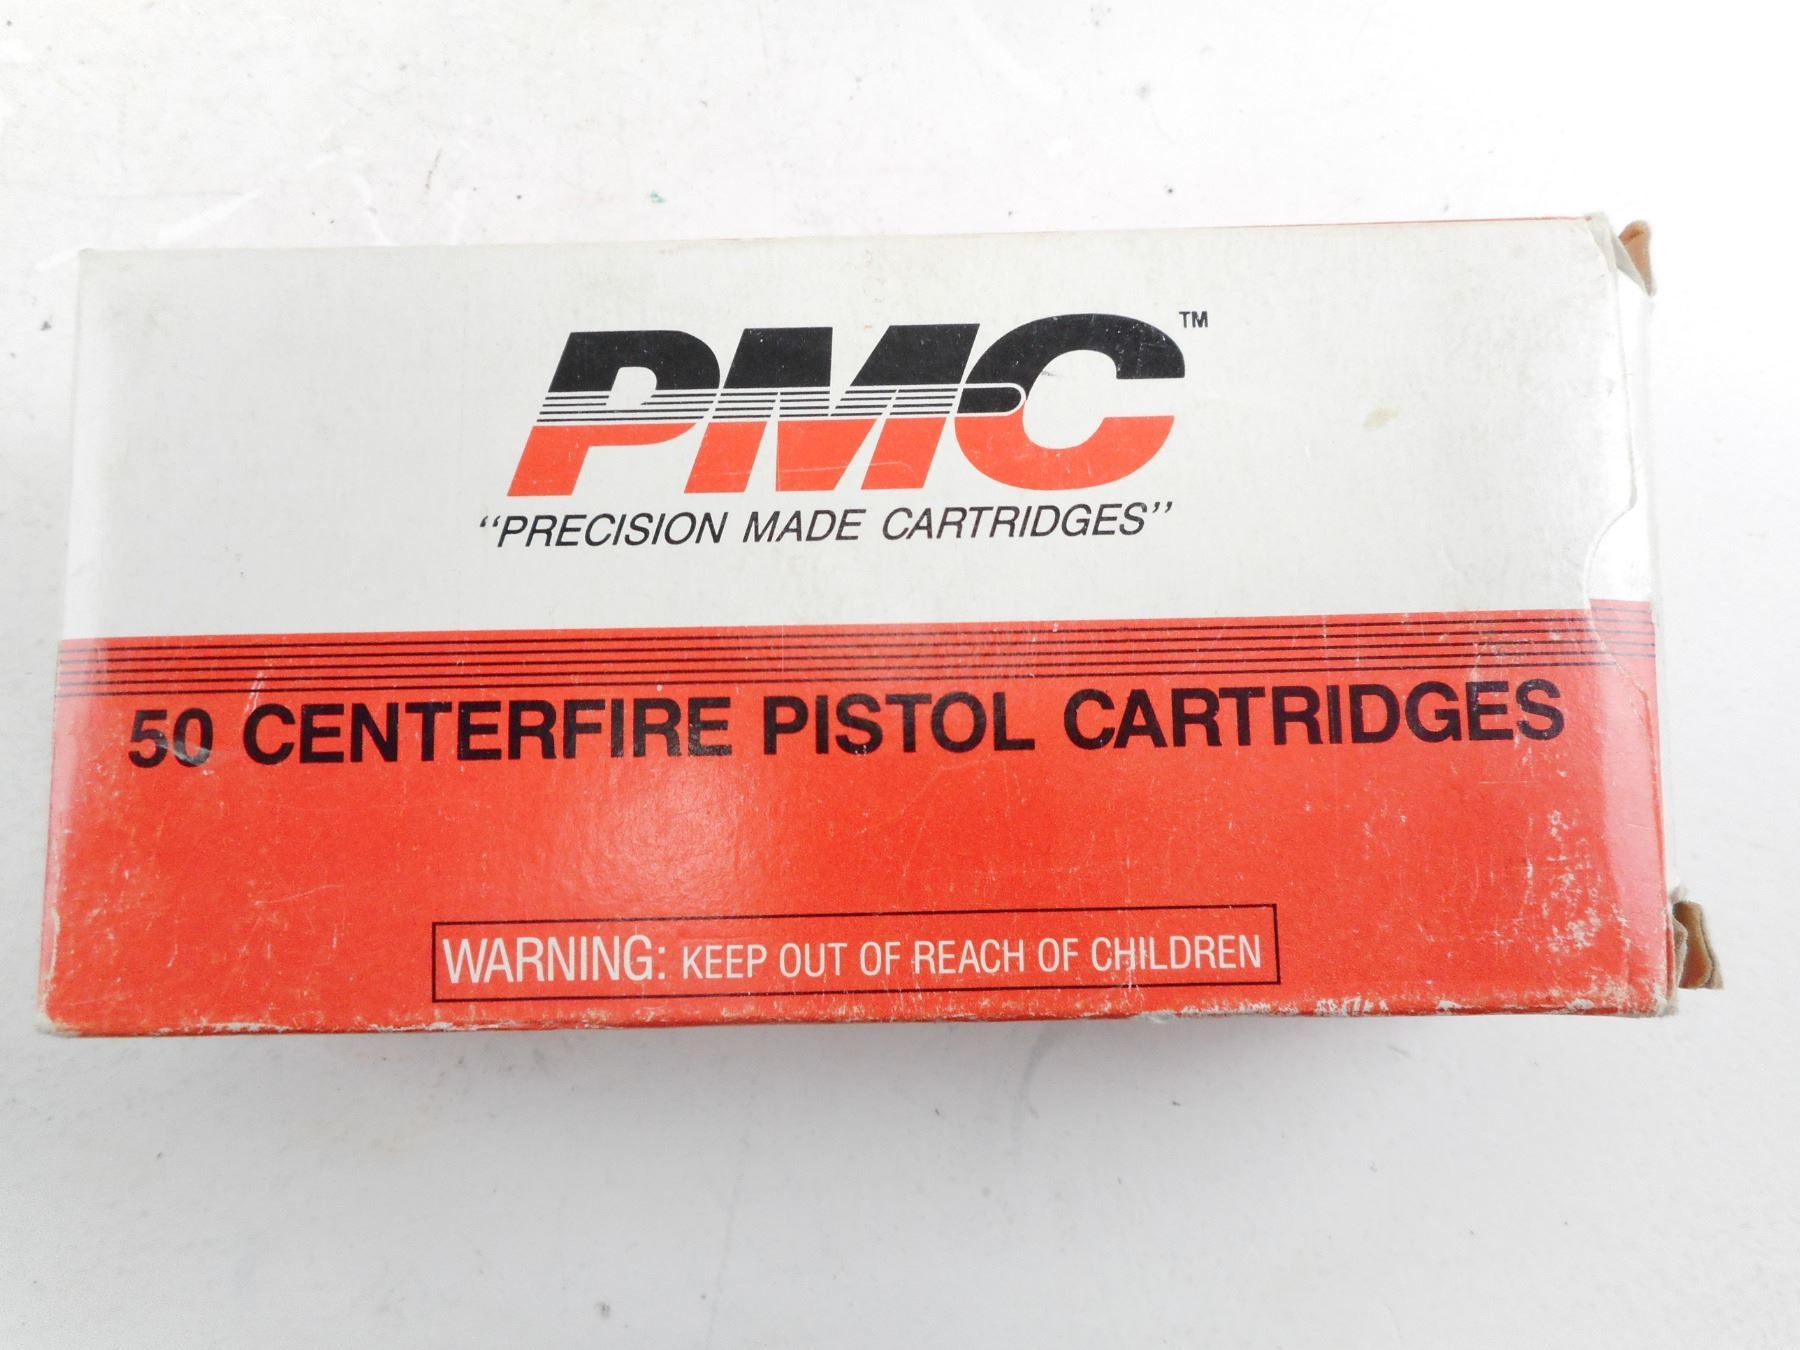 PMC™
“PRECISION MADE CARTRIDGES”
50 CENTERFIRE PISTOL CARTRIDGES
WARNING: KEEP OUT OF REACH OF CHILDREN